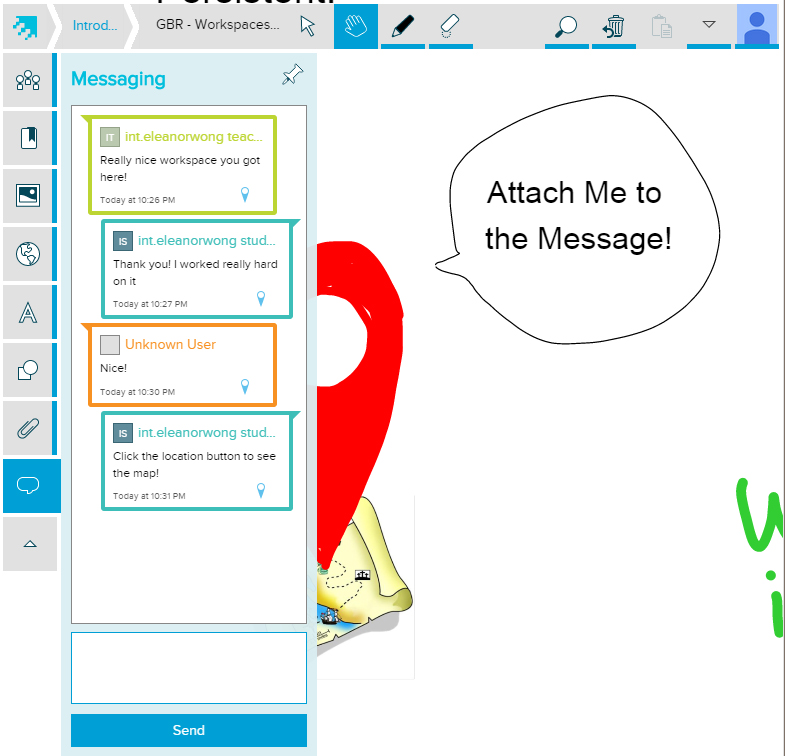 Persistent.
Introd...
GBR - Workspaces...
Messaging
IT int.eleanorwong teac...
Really nice workspace you got
here!
Today at 10:26 PM
IS int.eleanorwong stud...
Thank you! I worked really hard
on it
Today at 10:27 PM
Unknown User
Nice!
Today at 10:30 PM
IS int.eleanorwong stud...
Click the location button to see
the map!
Today at 10:31 PM
Send
Attach Me to
the Message!